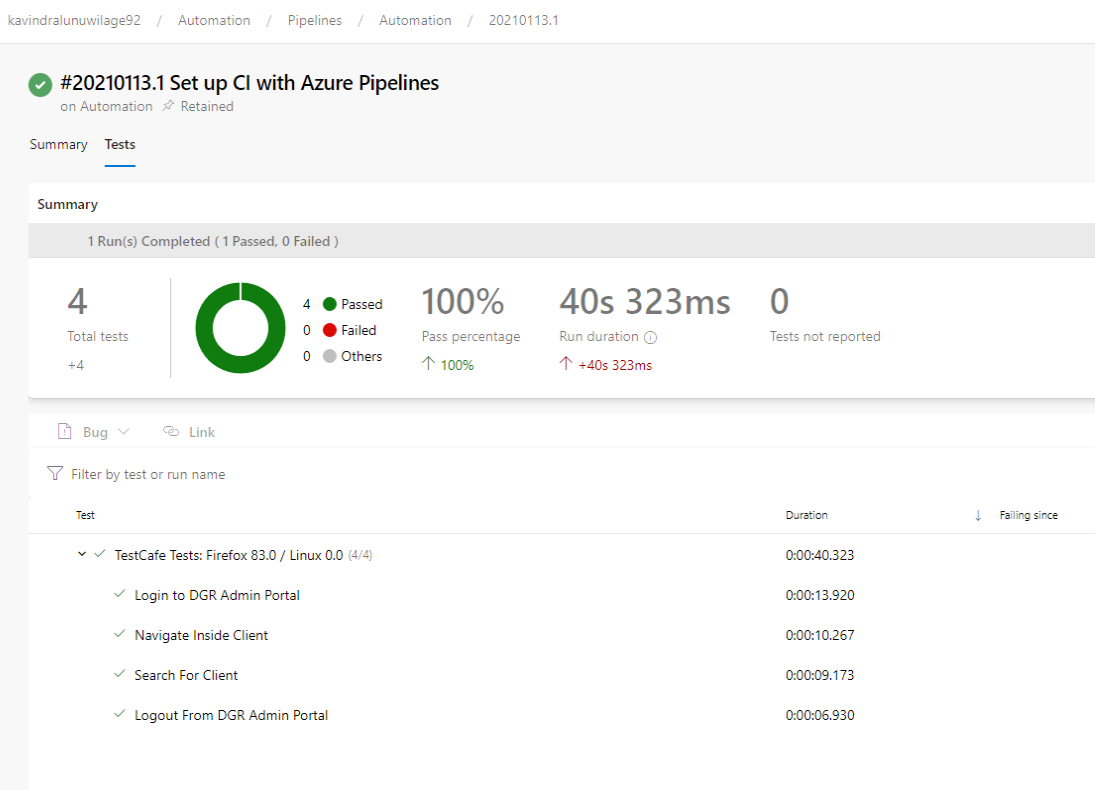 kavindralunuwilage92 / Automation / Pipelines / Automation / 20210113.1
#20210113.1 Set up CI with Azure Pipelines
on Automation Retained
Summary Tests
Summary
1 Run(s) Completed ( 1 Passed, 0 Failed )
4
Total tests
+4
4 Passed
0 Failed
0 Others
100%
Pass percentage
100%
40s 323ms
Run duration
+40s 323ms
0
Tests not reported
Bug Link
Filter by test or run name
Test Duration Failing since
TestCafe Tests: Firefox 83.0 / Linux 0.0 (4/4) 0:00:40.323
Login to DGR Admin Portal 0:00:13.920
Navigate Inside Client 0:00:10.267
Search For Client 0:00:09.173
Logout From DGR Admin Portal 0:00:06.930